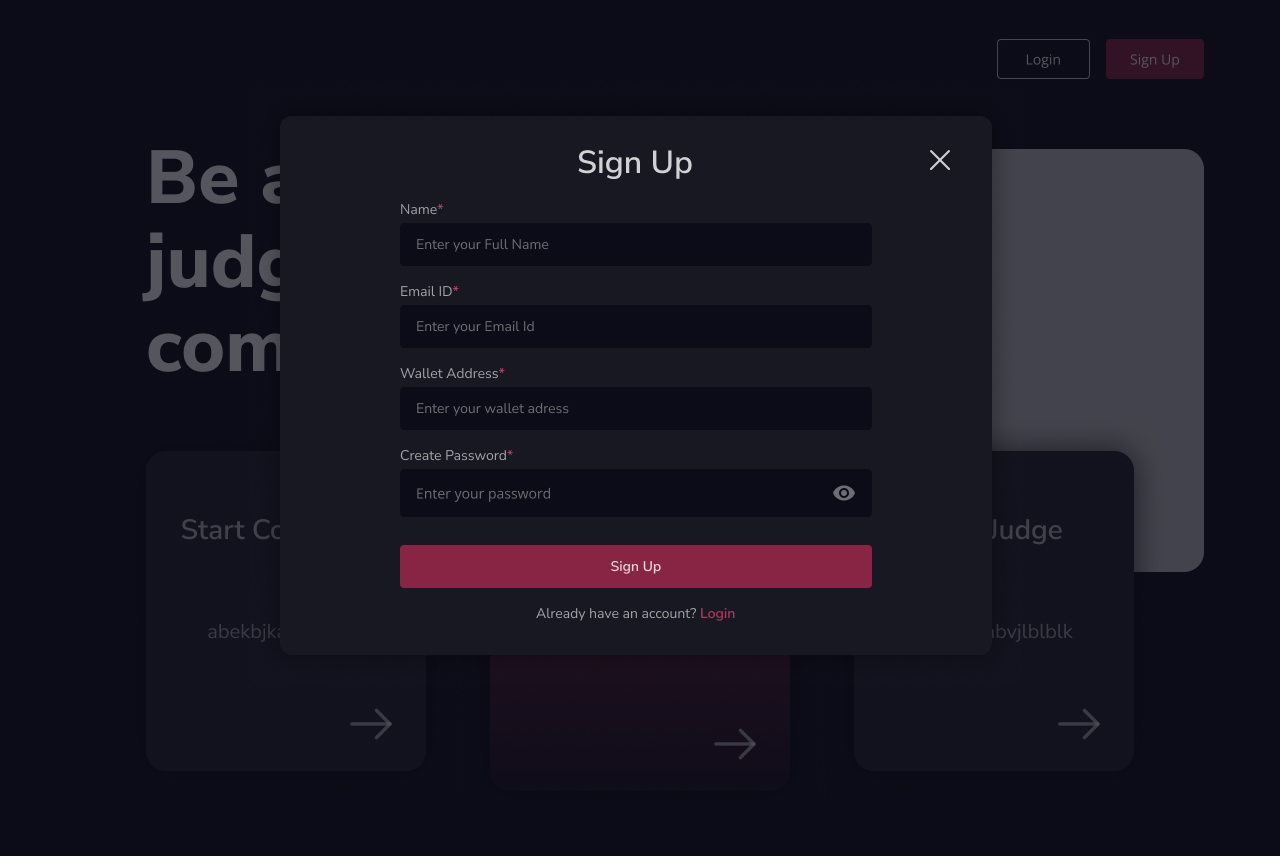 Login
Sign Up
Be a
judg
com
Sign Up
Name*
Enter your Full Name
Email ID*
Enter your Email Id
Wallet Address*
Enter your wallet adress
Create Password*
Enter your password
Sign Up
Already have an account? Login
Start Co
Judge
abekbjka
bvjlblblk